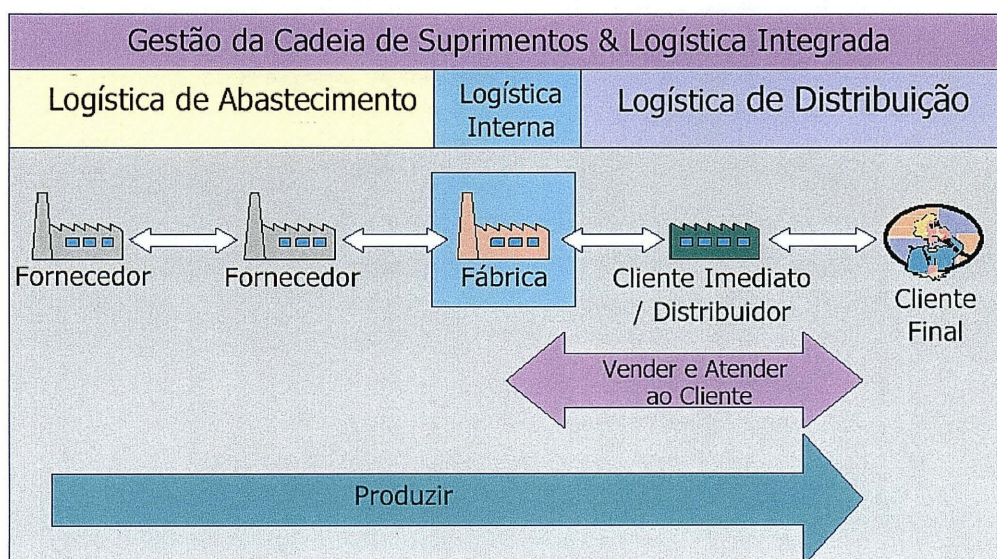 Gestão da Cadeia de Suprimentos & Logística Integrada
Logística de Abastecimento
Logística
Interna
Logística de Distribuição
Fornecedor
Fornecedor
Fábrica
Cliente Imediato
/ Distribuidor
Cliente
Final
Vender e Atender
ao Cliente
Produzir